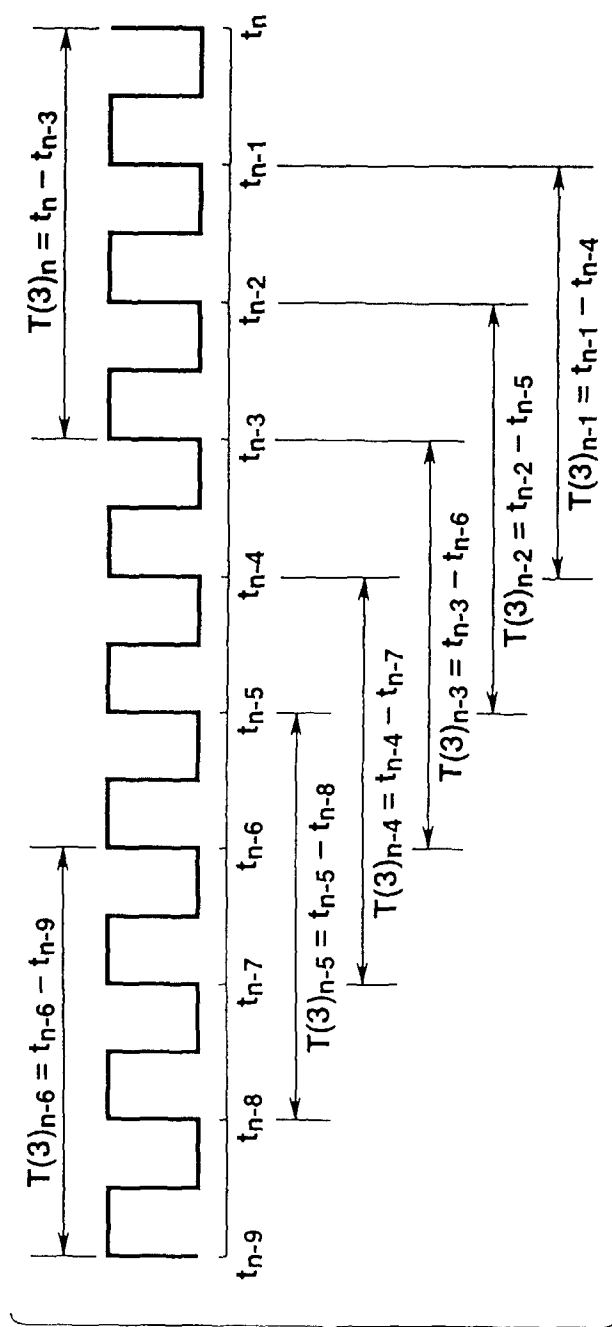 T(3)n-6 = tn-6 − tn-9
T(3)n = tn − tn-3
tn-9
tn-8
tn-7
tn-6
tn-5
tn-4
tn-3
tn-2
tn-1
tn
T(3)n-5 = tn-5 − tn-8
T(3)n-4 = tn-4 − tn-7
T(3)n-3 = tn-3 − tn-6
T(3)n-2 = tn-2 − tn-5
T(3)n-1 = tn-1 − tn-4